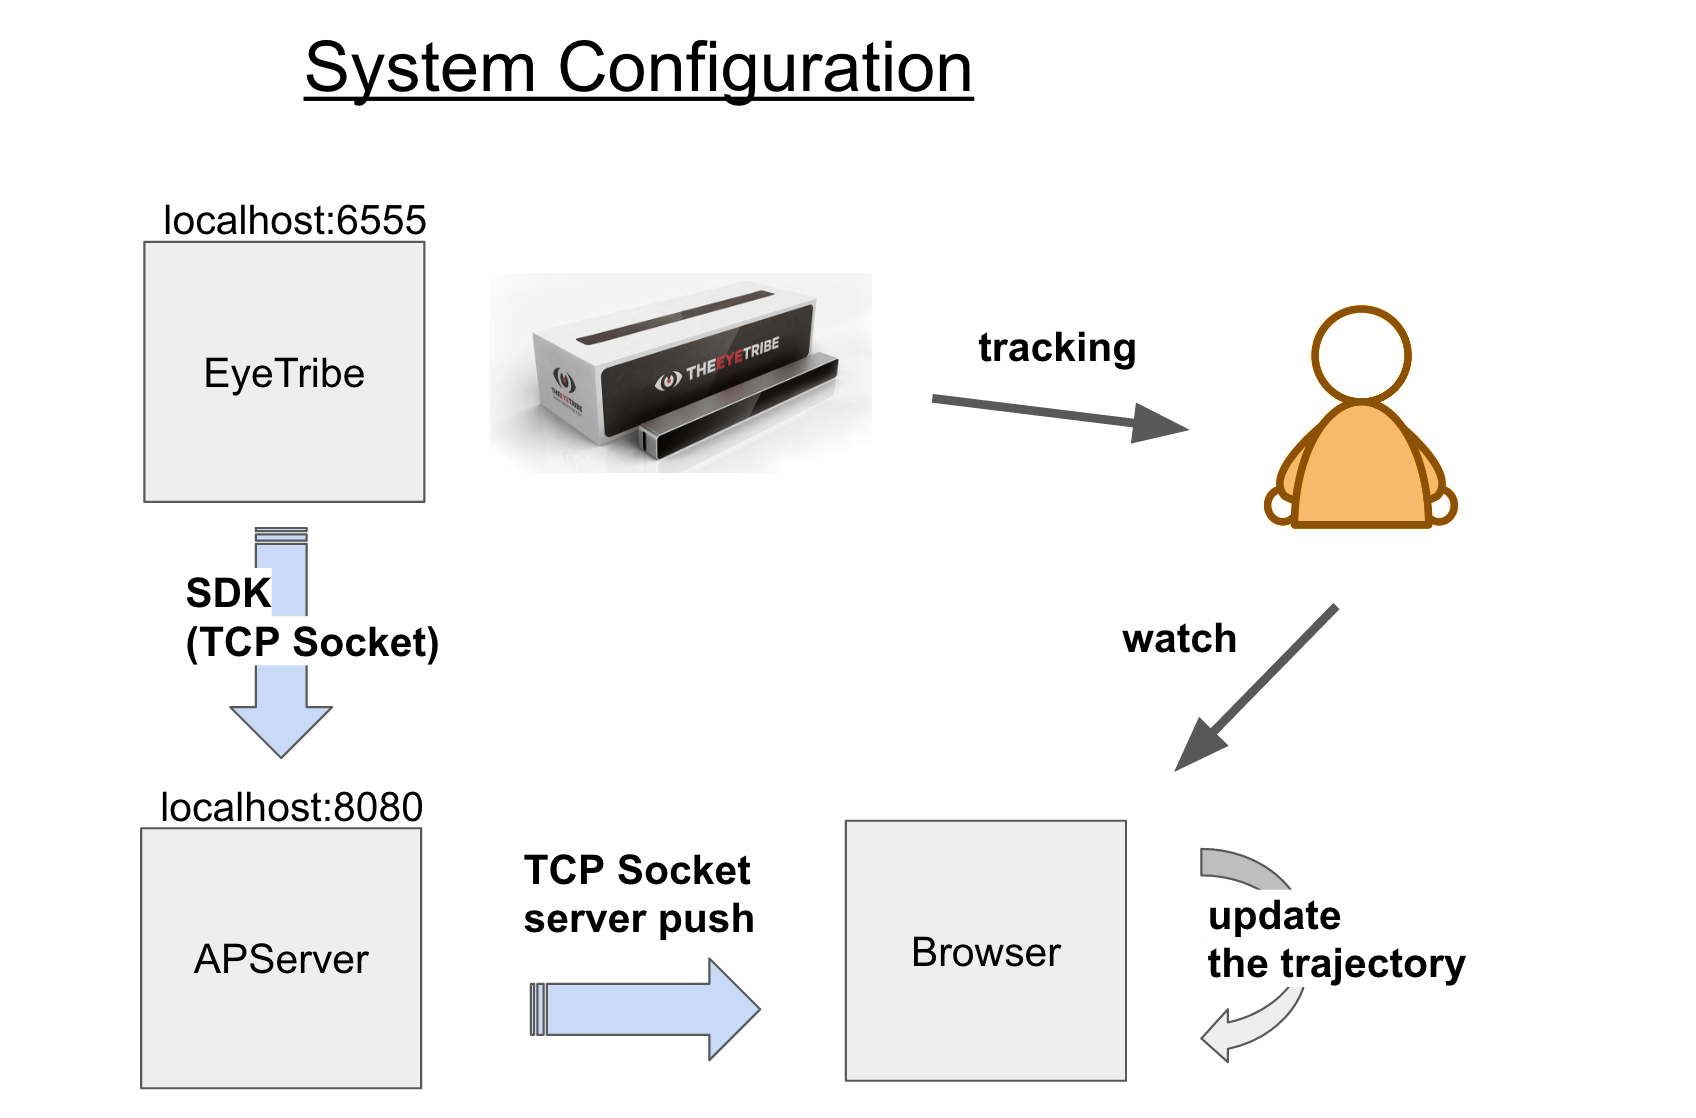 System Configuration
localhost:6555
EyeTribe
THEEYETRIBE
THEEYETRIBE
tracking
SDK
(TCP Socket)
watch
localhost:8080
APServer
TCP Socket
server push
Browser
update
the trajectory